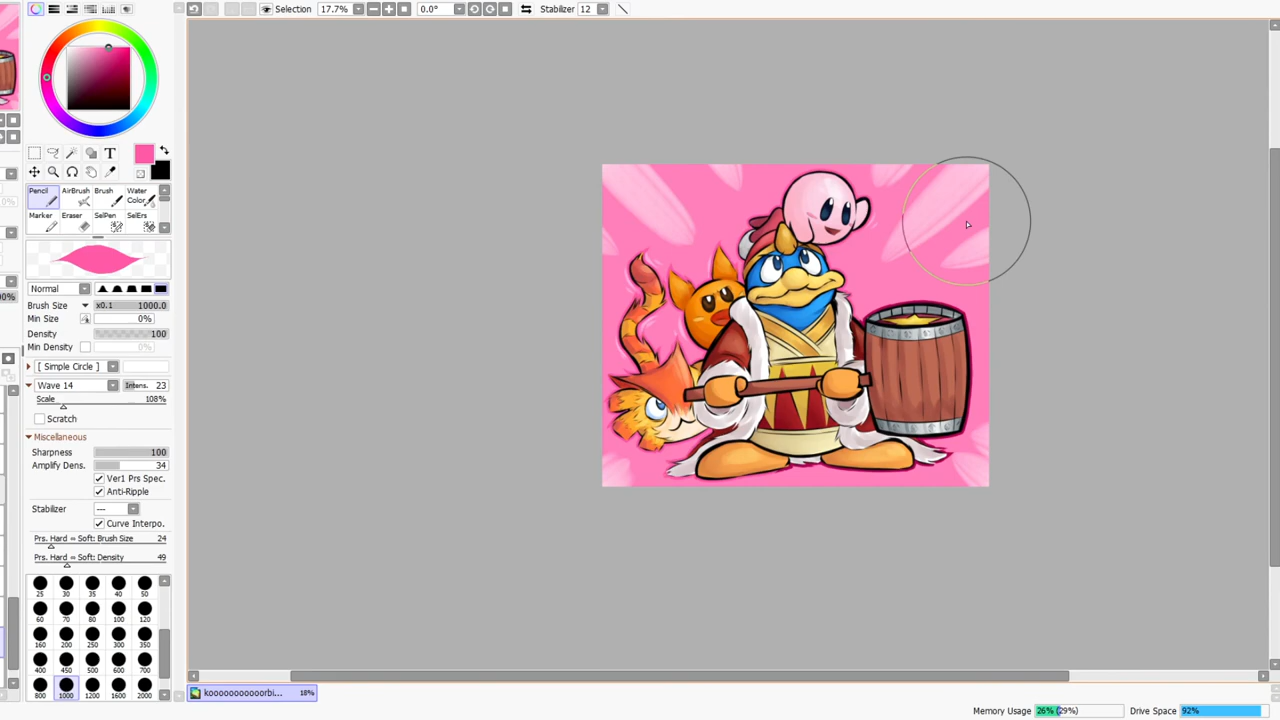 Selection 17.7% 0.0° Stabilizer 12
T
Pencil AirBrush Brush Water Color
Marker Eraser SelPen SelErs
Normal
Brush Size x0.1 1000.0
Min Size 0%
Density 100
Min Density 0%
[ Simple Circle ]
Wave 14 Intens. 23
Scale 108%
Scratch
Miscellaneous
Sharpness 100
Amplify Dens. 34
Ver1 Prs Spec.
Anti-Ripple
Stabilizer ---
Curve Interpo.
Prs. Hard ⇔ Soft: Brush Size 24
Prs. Hard ⇔ Soft: Density 49
25 30 35 40 50
60 70 80 100 120
160 200 250 300 350
400 450 500 600 700
800 1000 1200 1600 2000
kooooooooooorbi... 18%
Memory Usage 26% (29%) Drive Space 92%